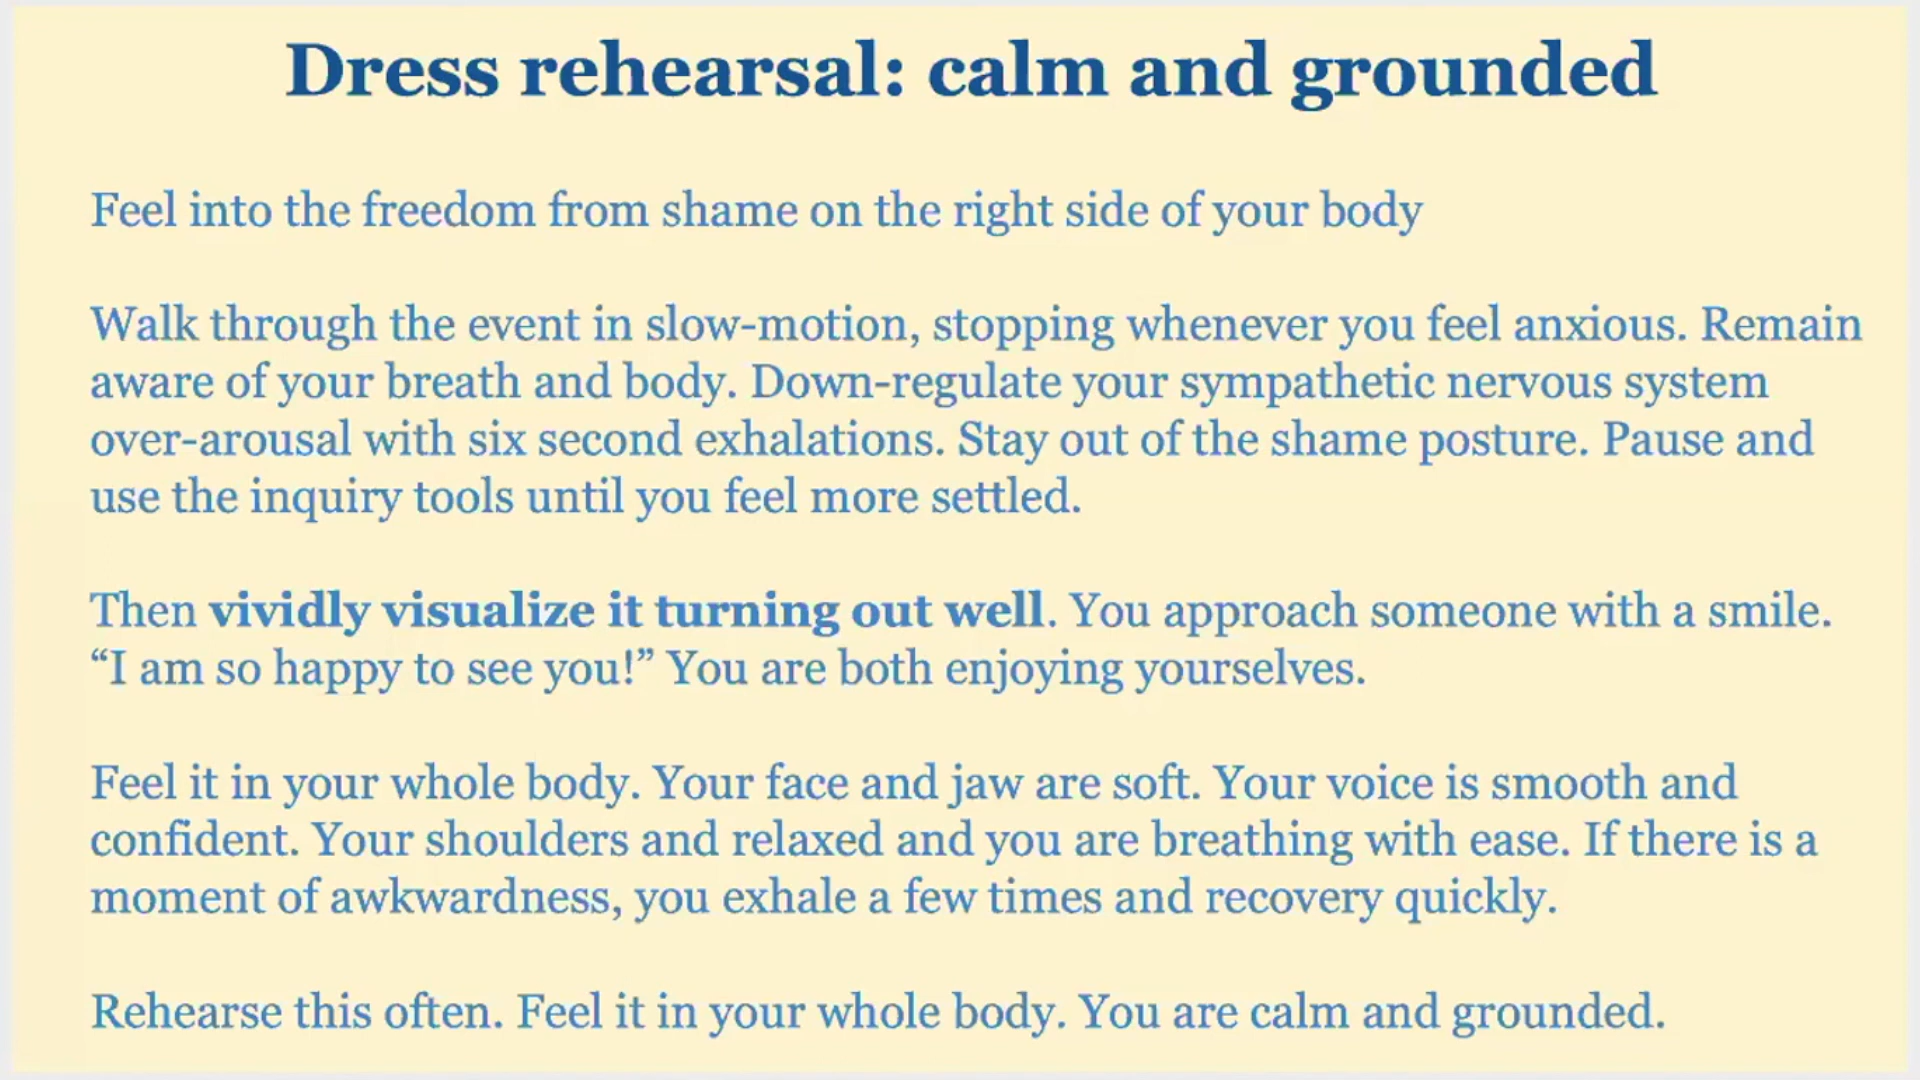 Dress rehearsal: calm and grounded
Feel into the freedom from shame on the right side of your body
Walk through the event in slow-motion, stopping whenever you feel anxious. Remain
aware of your breath and body. Down-regulate your sympathetic nervous system
over-arousal with six second exhalations. Stay out of the shame posture. Pause and
use the inquiry tools until you feel more settled.
Then vividly visualize it turning out well. You approach someone with a smile.
“I am so happy to see you!” You are both enjoying yourselves.
Feel it in your whole body. Your face and jaw are soft. Your voice is smooth and
confident. Your shoulders and relaxed and you are breathing with ease. If there is a
moment of awkwardness, you exhale a few times and recovery quickly.
Rehearse this often. Feel it in your whole body. You are calm and grounded.